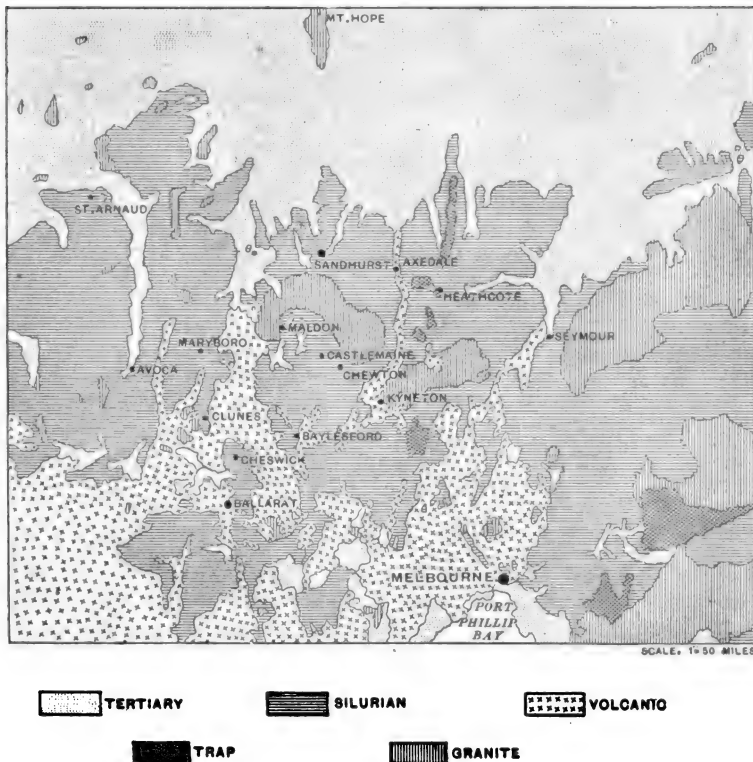 MT. HOPE
ST. ARNAUD
SANDHURST
AXEDALE
HEATHCOTE
MALDON
SEYMOUR
MARYBORO
CASTLEMAINE
AVOCA
CHEWTON
KYNETON
CLUNES
BAYLESFORD
CHESWICK
BALLARAT
MELBOURNE
PORT
PHILLIP
BAY
SCALE, 1=50 MILES
TERTIARY
SILURIAN
VOLCANIC
TRAP
GRANITE